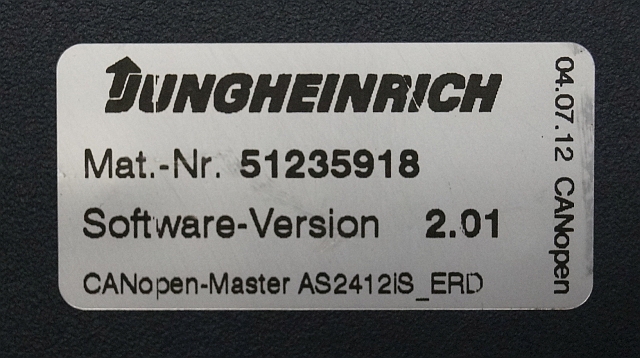 JUNGHEINRICH
Mat.-Nr. 51235918
Software-Version 2.01
CANopen-Master AS2412iS_ERD
04.07.12 CANopen